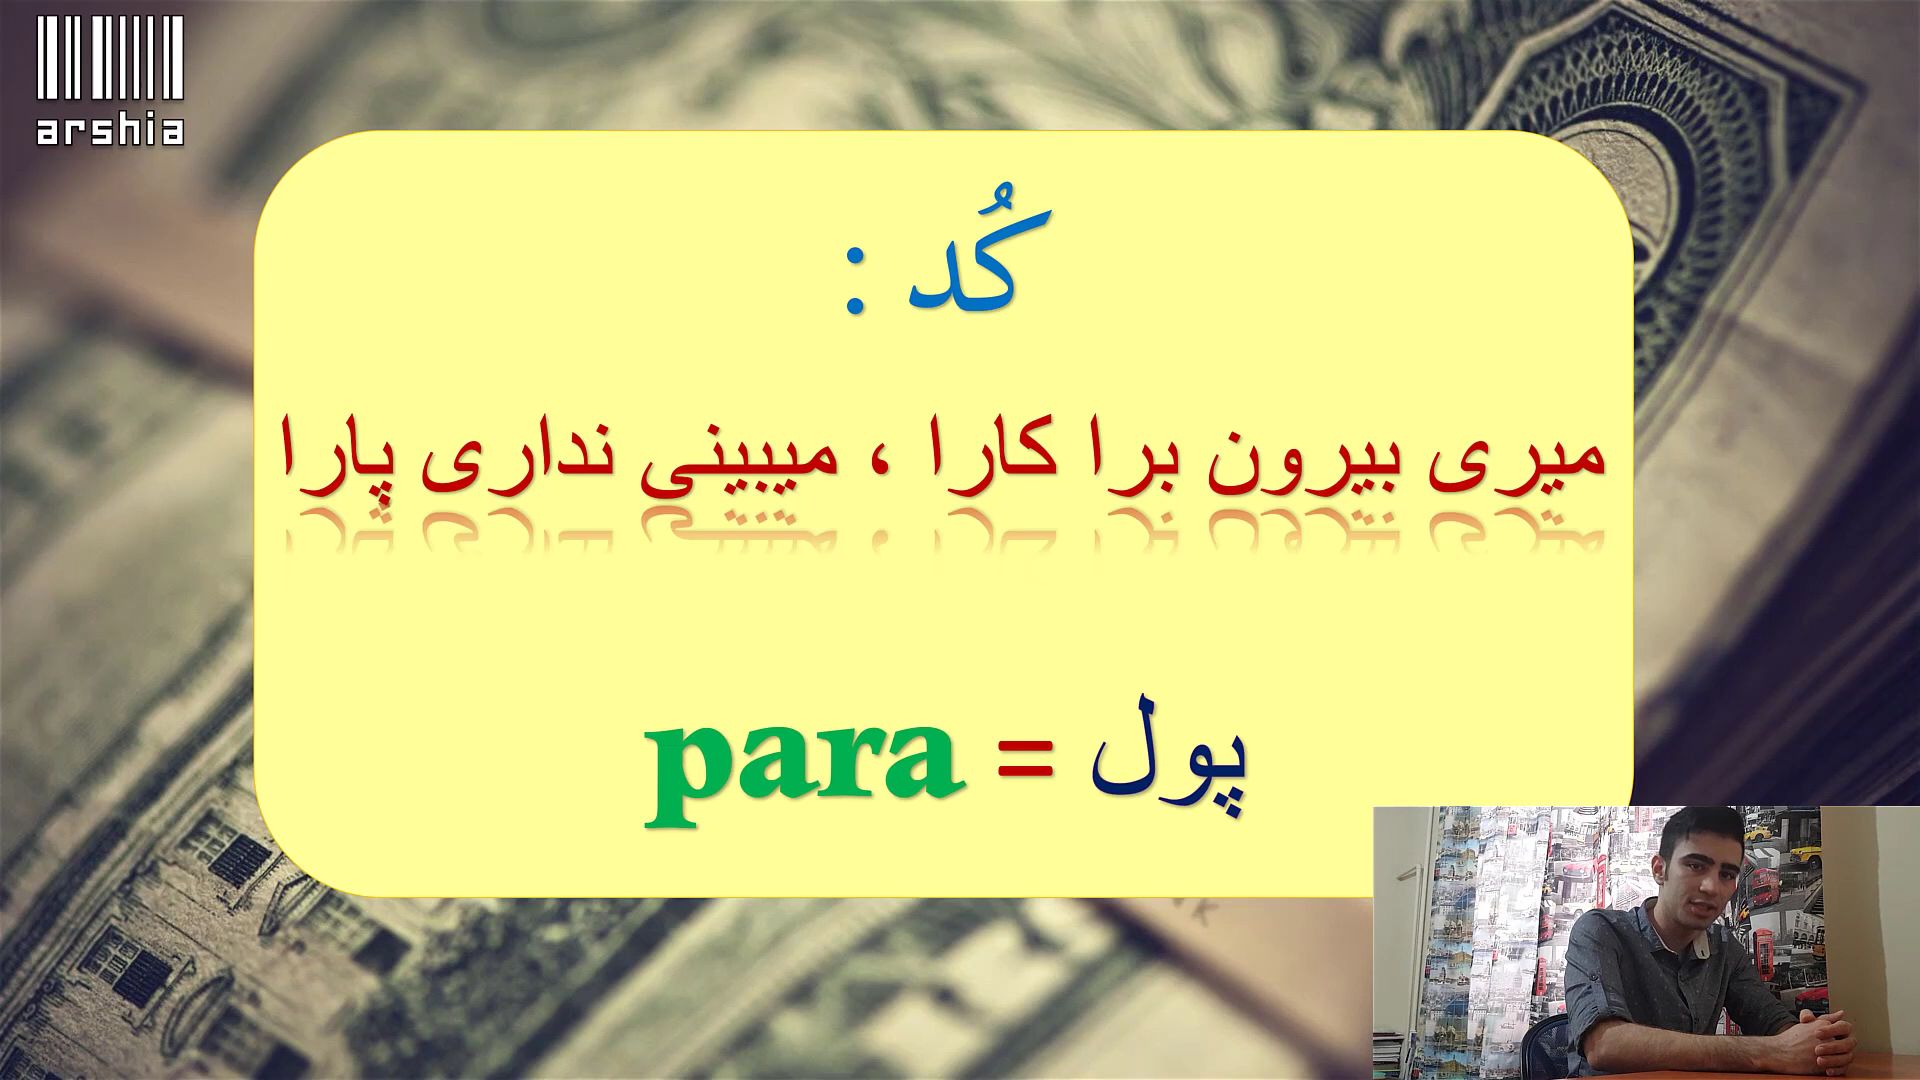 arshia
کُد :
میری بیرون برا کارا ، میبینی نداری پارا
پول = para